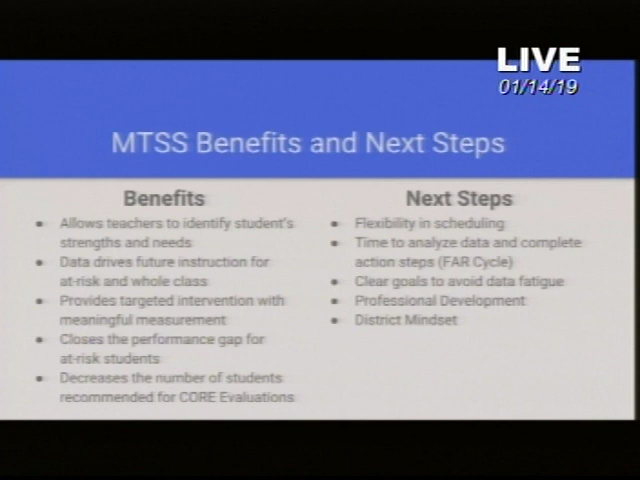 LIVE
01/14/19
MTSS Benefits and Next Steps
Benefits
● Allows teachers to identify student's
strengths and needs
● Data drives future instruction for
at-risk and whole class
● Provides targeted intervention with
meaningful measurement
● Closes the performance gap for
at-risk students
● Decreases the number of students
recommended for CORE Evaluations
Next Steps
● Flexibility in scheduling
● Time to analyze data and complete
action steps (FAR Cycle)
● Clear goals to avoid data fatigue
● Professional Development
● District Mindset